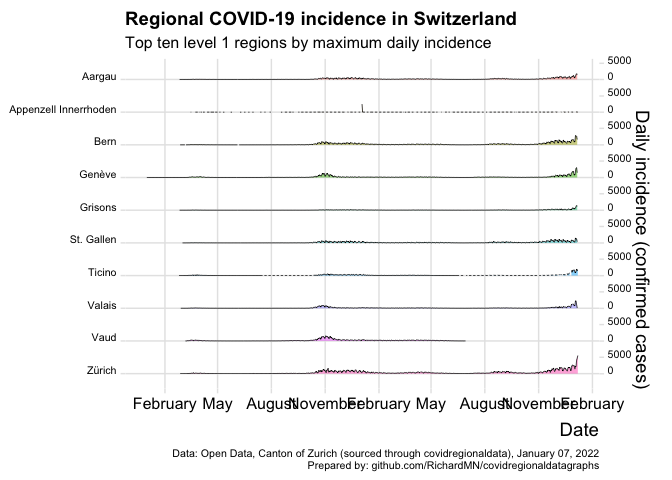 Regional COVID-19 incidence in Switzerland
Top ten level 1 regions by maximum daily incidence
5000
Aargau 0
5000
Appenzell Innerrhoden 0
5000
Bern 0
5000
Genève 0
5000
Grisons 0
5000
St. Gallen 0
5000
Ticino 0
5000
Valais 0
5000
Vaud 0
5000
Zürich 0
Daily incidence (confirmed cases)
February May August November February May August November February
Date
Data: Open Data, Canton of Zurich (sourced through covidregionaldata), January 07, 2022
Prepared by: github.com/RichardMN/covidregionaldatagraphs